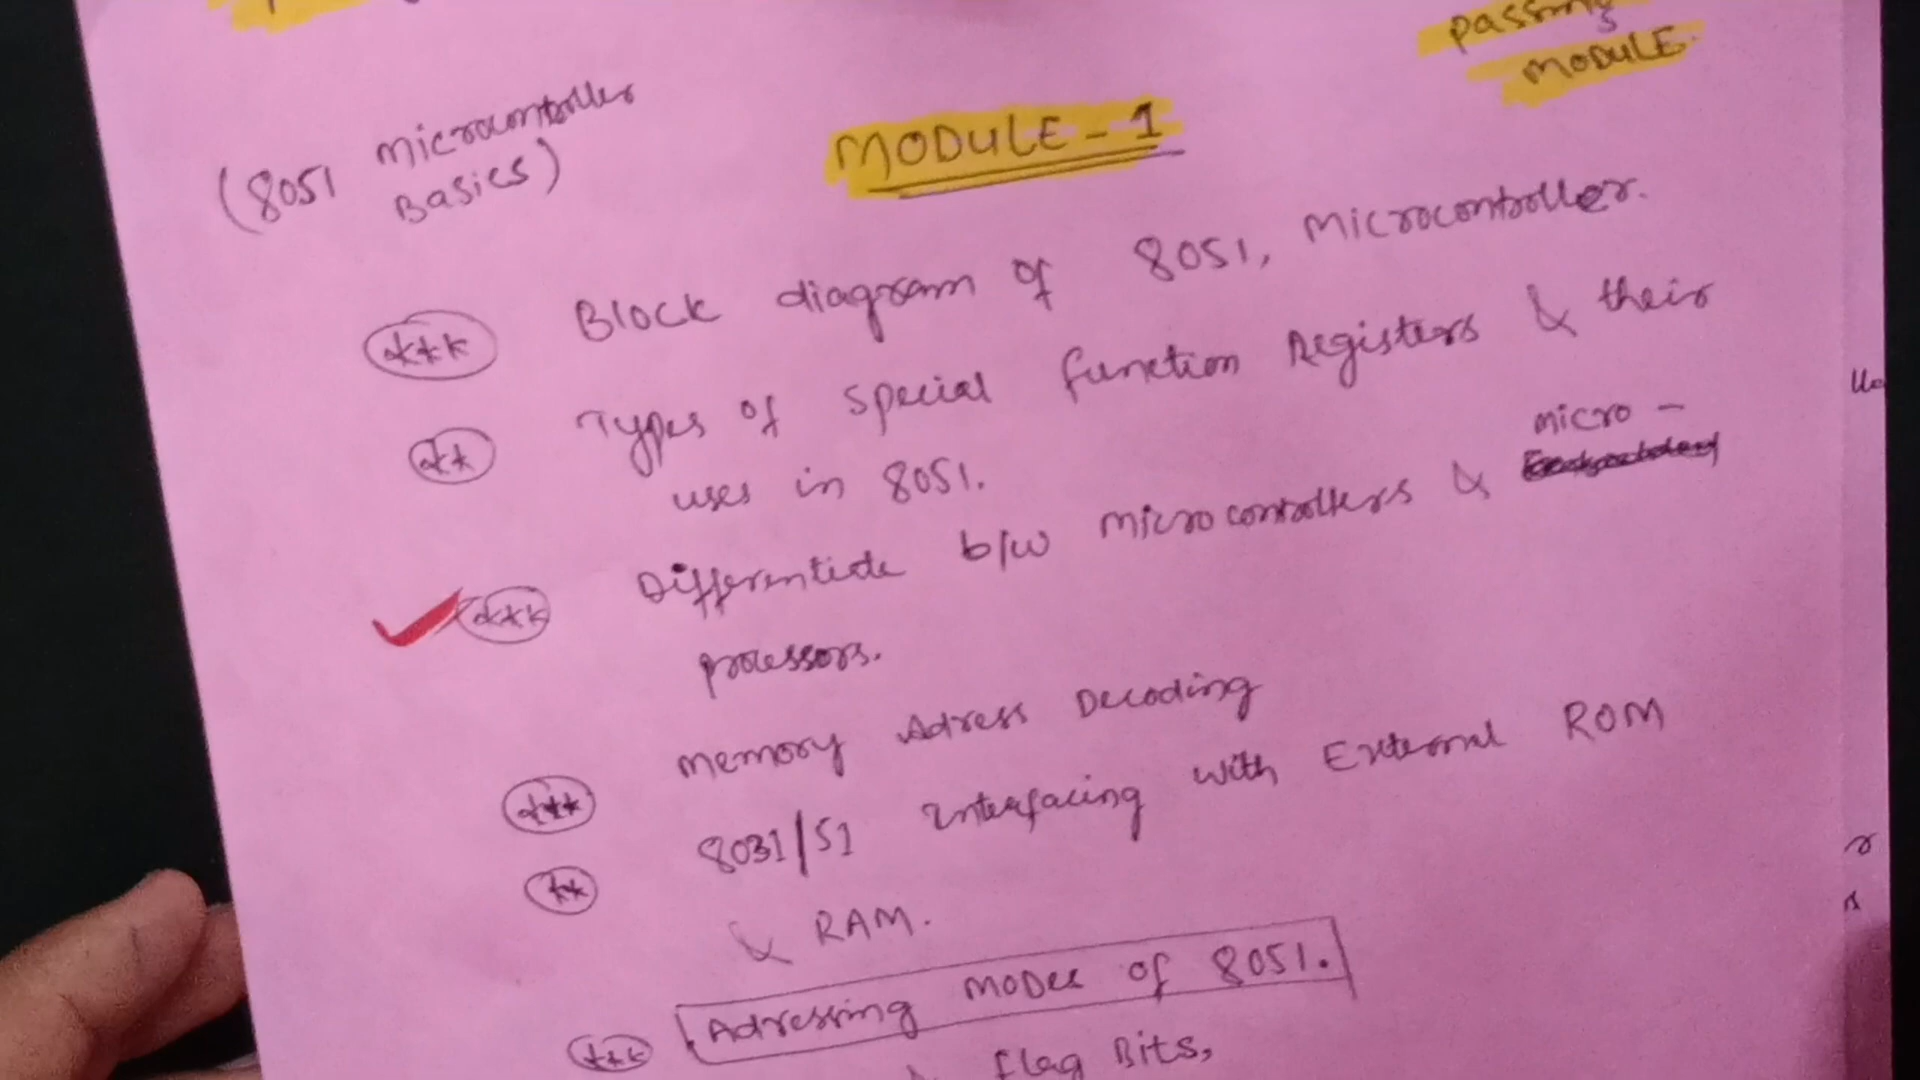 passing
MODULE.
(8051 microcontroller
Basics)
MODULE-1
*** Block diagram of 8051, Microcontroller.
** Types of special function Registers & their
uses in 8051.
micro-
*** Differentiate b/w microcontrollers &
processors.
*** Memory Adress Decoding
** 8031/51 Interfacing with External ROM
& RAM.
*** Adressing modes of 8051.
flag Bits,